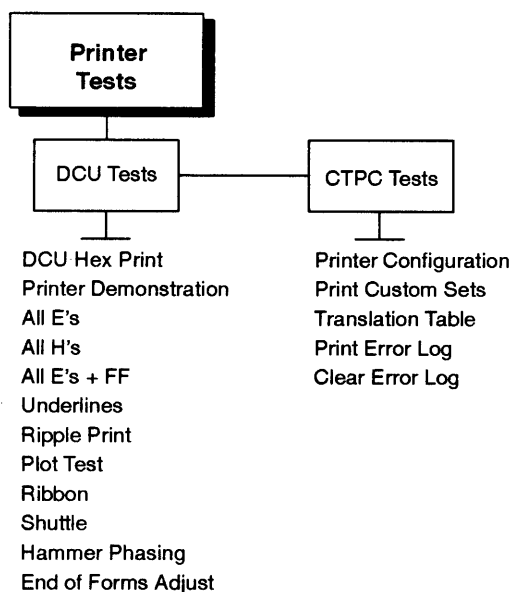 Printer
Tests
DCU Tests
CTPC Tests
DCU Hex Print
Printer Demonstration
All E's
All H's
All E's + FF
Underlines
Ripple Print
Plot Test
Ribbon
Shuttle
Hammer Phasing
End of Forms Adjust
Printer Configuration
Print Custom Sets
Translation Table
Print Error Log
Clear Error Log